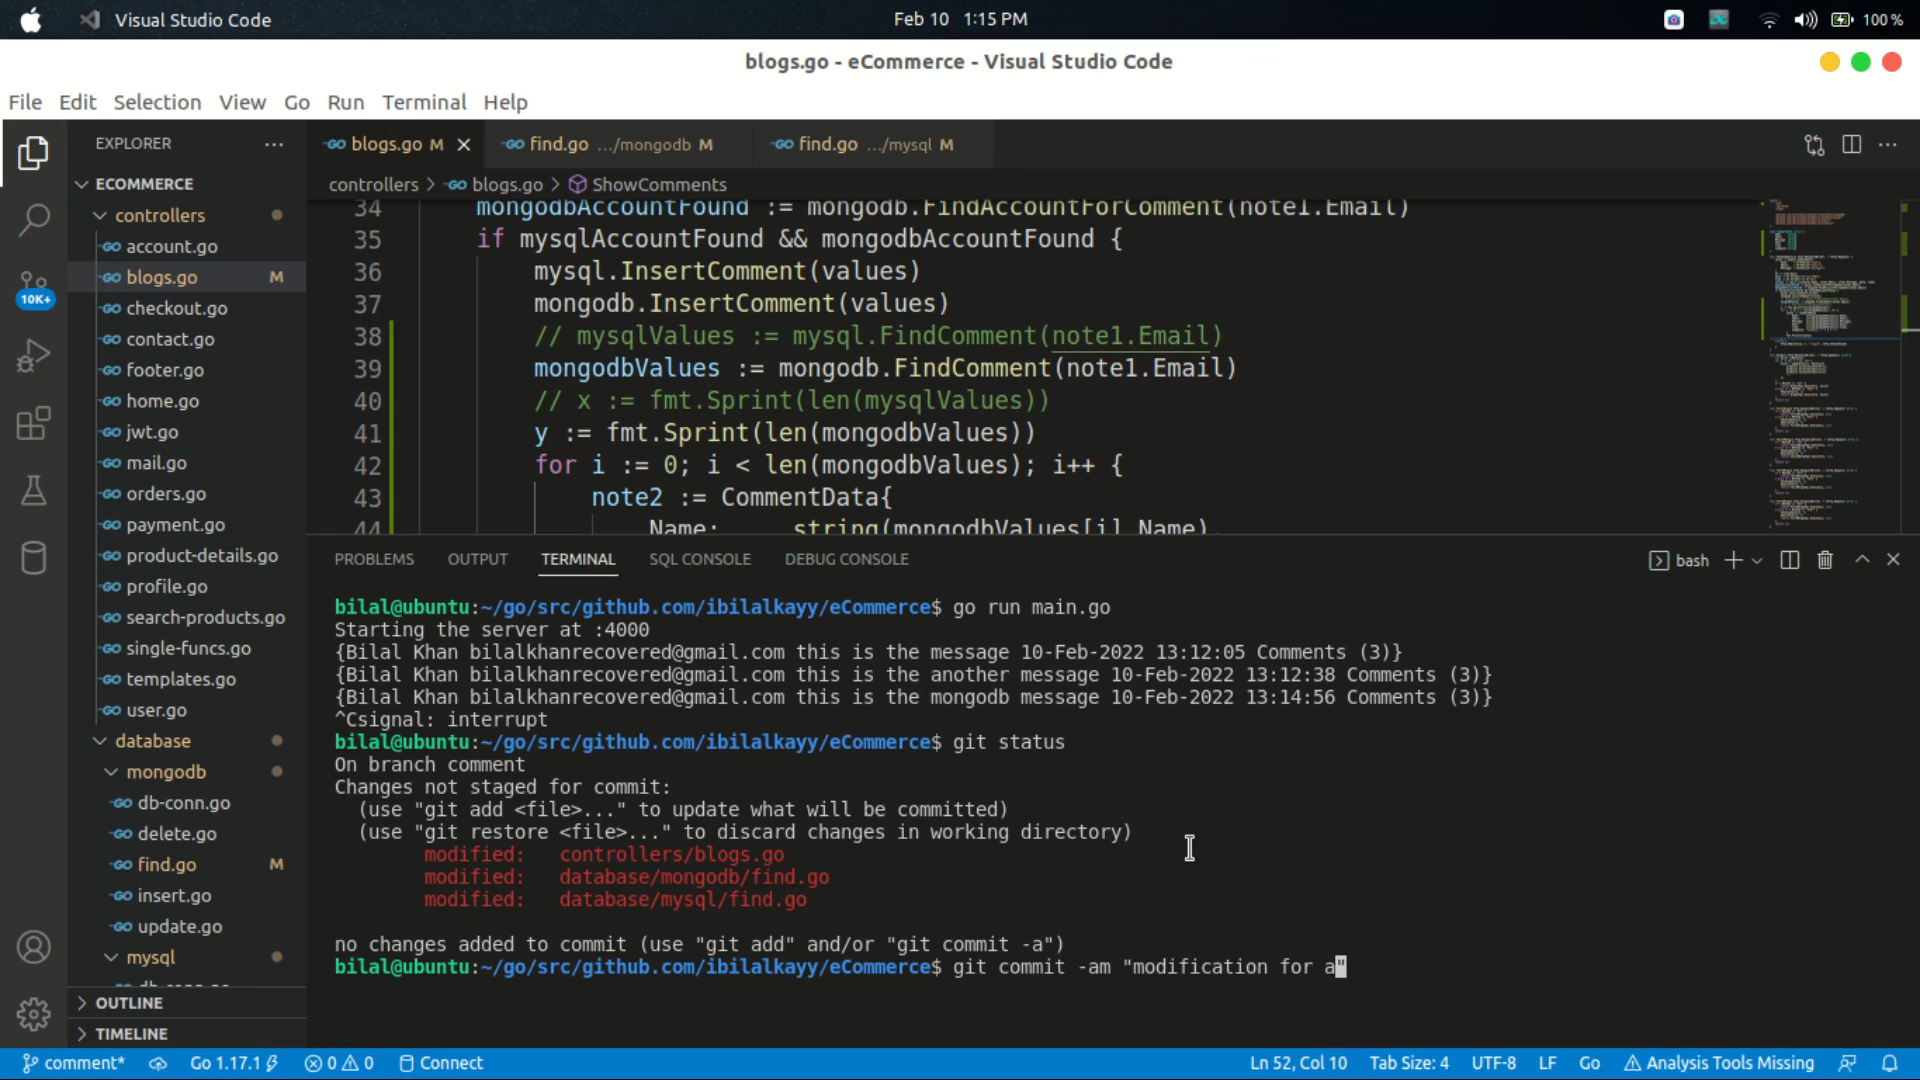 Visual Studio Code
Feb 10 1:15 PM
100 %
blogs.go - eCommerce - Visual Studio Code
File Edit Selection View Go Run Terminal Help
EXPLORER
blogs.go M
find.go .../mongodb M
find.go .../mysql M
controllers > blogs.go > ShowComments
ECOMMERCE
controllers
account.go
blogs.go M
checkout.go
contact.go
footer.go
home.go
jwt.go
mail.go
orders.go
payment.go
product-details.go
profile.go
search-products.go
single-funcs.go
templates.go
user.go
database
mongodb
db-conn.go
delete.go
find.go M
insert.go
update.go
mysql
db-conn.go
OUTLINE
TIMELINE
10K+
34 mongodbAccountFound := mongodb.FindAccountForComment(note1.Email)
35 if mysqlAccountFound && mongodbAccountFound {
36 mysql.InsertComment(values)
37 mongodb.InsertComment(values)
38 // mysqlValues := mysql.FindComment(note1.Email)
39 mongodbValues := mongodb.FindComment(note1.Email)
40 // x := fmt.Sprint(len(mysqlValues))
41 y := fmt.Sprint(len(mongodbValues))
42 for i := 0; i < len(mongodbValues); i++ {
43 note2 := CommentData{
44 Name: string(mongodbValues[i].Name),
PROBLEMS OUTPUT TERMINAL SQL CONSOLE DEBUG CONSOLE
bash
bilal@ubuntu:~/go/src/github.com/ibilalkayy/eCommerce$ go run main.go
Starting the server at :4000
{Bilal Khan bilalkhanrecovered@gmail.com this is the message 10-Feb-2022 13:12:05 Comments (3)}
{Bilal Khan bilalkhanrecovered@gmail.com this is the another message 10-Feb-2022 13:12:38 Comments (3)}
{Bilal Khan bilalkhanrecovered@gmail.com this is the mongodb message 10-Feb-2022 13:14:56 Comments (3)}
^Csignal: interrupt
bilal@ubuntu:~/go/src/github.com/ibilalkayy/eCommerce$ git status
On branch comment
Changes not staged for commit:
(use "git add <file>..." to update what will be committed)
(use "git restore <file>..." to discard changes in working directory)
modified: controllers/blogs.go
modified: database/mongodb/find.go
modified: database/mysql/find.go
no changes added to commit (use "git add" and/or "git commit -a")
bilal@ubuntu:~/go/src/github.com/ibilalkayy/eCommerce$ git commit -am "modification for a"
comment* Go 1.17.1 0 0 Connect
Ln 52, Col 10 Tab Size: 4 UTF-8 LF Go Analysis Tools Missing